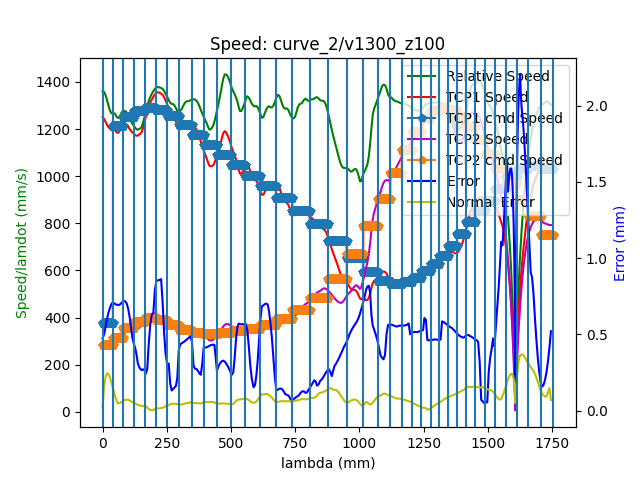 Speed: curve_2/v1300_z100
Speed/lamdot (mm/s)
1400
1200
1000
800
600
400
200
0
Relative Speed
TCP1 Speed
TCP1 cmd Speed
TCP2 Speed
TCP2 cmd Speed
Error
Normal Error
2.0
1.5
1.0
0.5
0.0
Error (mm)
0 250 500 750 1000 1250 1500 1750
lambda (mm)